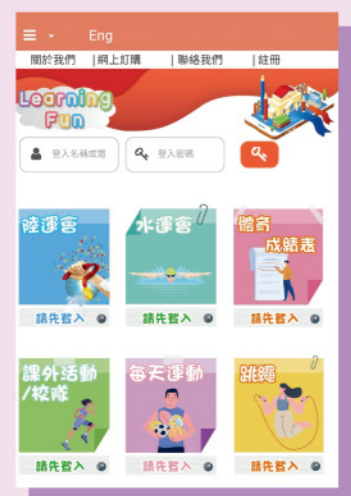 Eng
關於我們 |網上訂購 |聯絡我們 |註冊
Learning
Fun
登入名稱或電
登入密碼
陸運會
水運會
體育
成績表
請先登入
請先登入
請先登入
課外活動
/校隊
每天運動
跳繩
請先登入
請先登入
請先登入